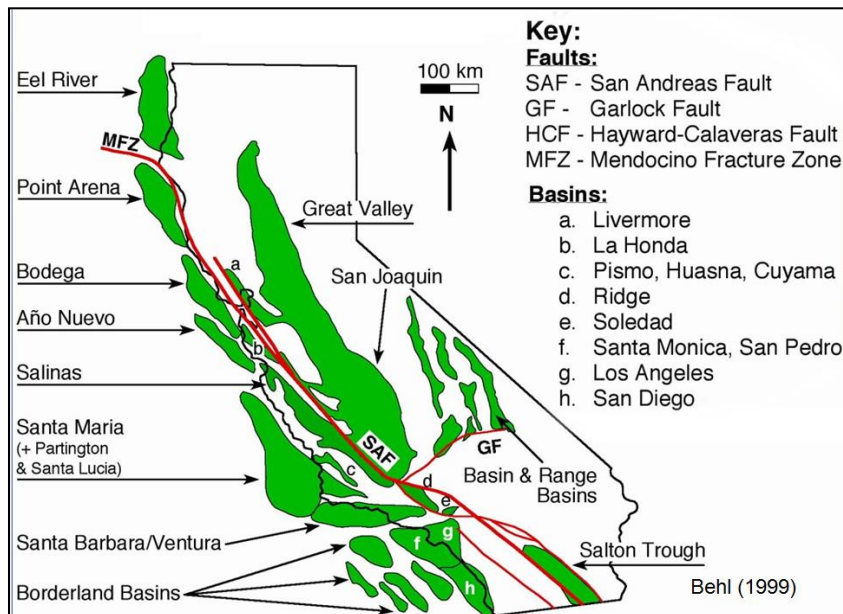 Key:
Faults:
SAF - San Andreas Fault
GF - Garlock Fault
HCF - Hayward-Calaveras Fault
MFZ - Mendocino Fracture Zone
Basins:
a. Livermore
b. La Honda
c. Pismo, Huasna, Cuyama
d. Ridge
e. Soledad
f. Santa Monica, San Pedro
g. Los Angeles
h. San Diego
100 km
N
Eel River
MFZ
Point Arena
Great Valley
a
San Joaquin
Bodega
Año Nuevo
b
Salinas
Santa Maria
(+ Partington
& Santa Lucia)
SAF
GF
c
d
e
Basin & Range
Basins
Santa Barbara/Ventura
f
g
h
Salton Trough
Borderland Basins
Behl (1999)